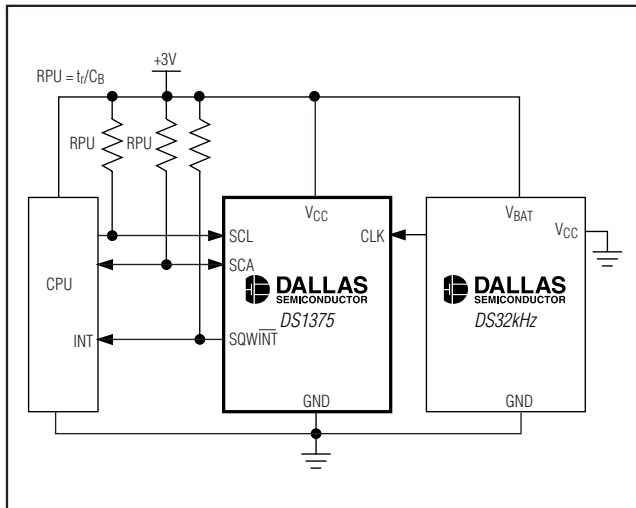 +3V
RPU = tr/CB
RPU
RPU
VCC
VBAT
VCC
SCL
CLK
CPU
SCA
DALLAS
SEMICONDUCTOR
DS1375
DALLAS
SEMICONDUCTOR
DS32kHz
INT
SQWINT
GND
GND